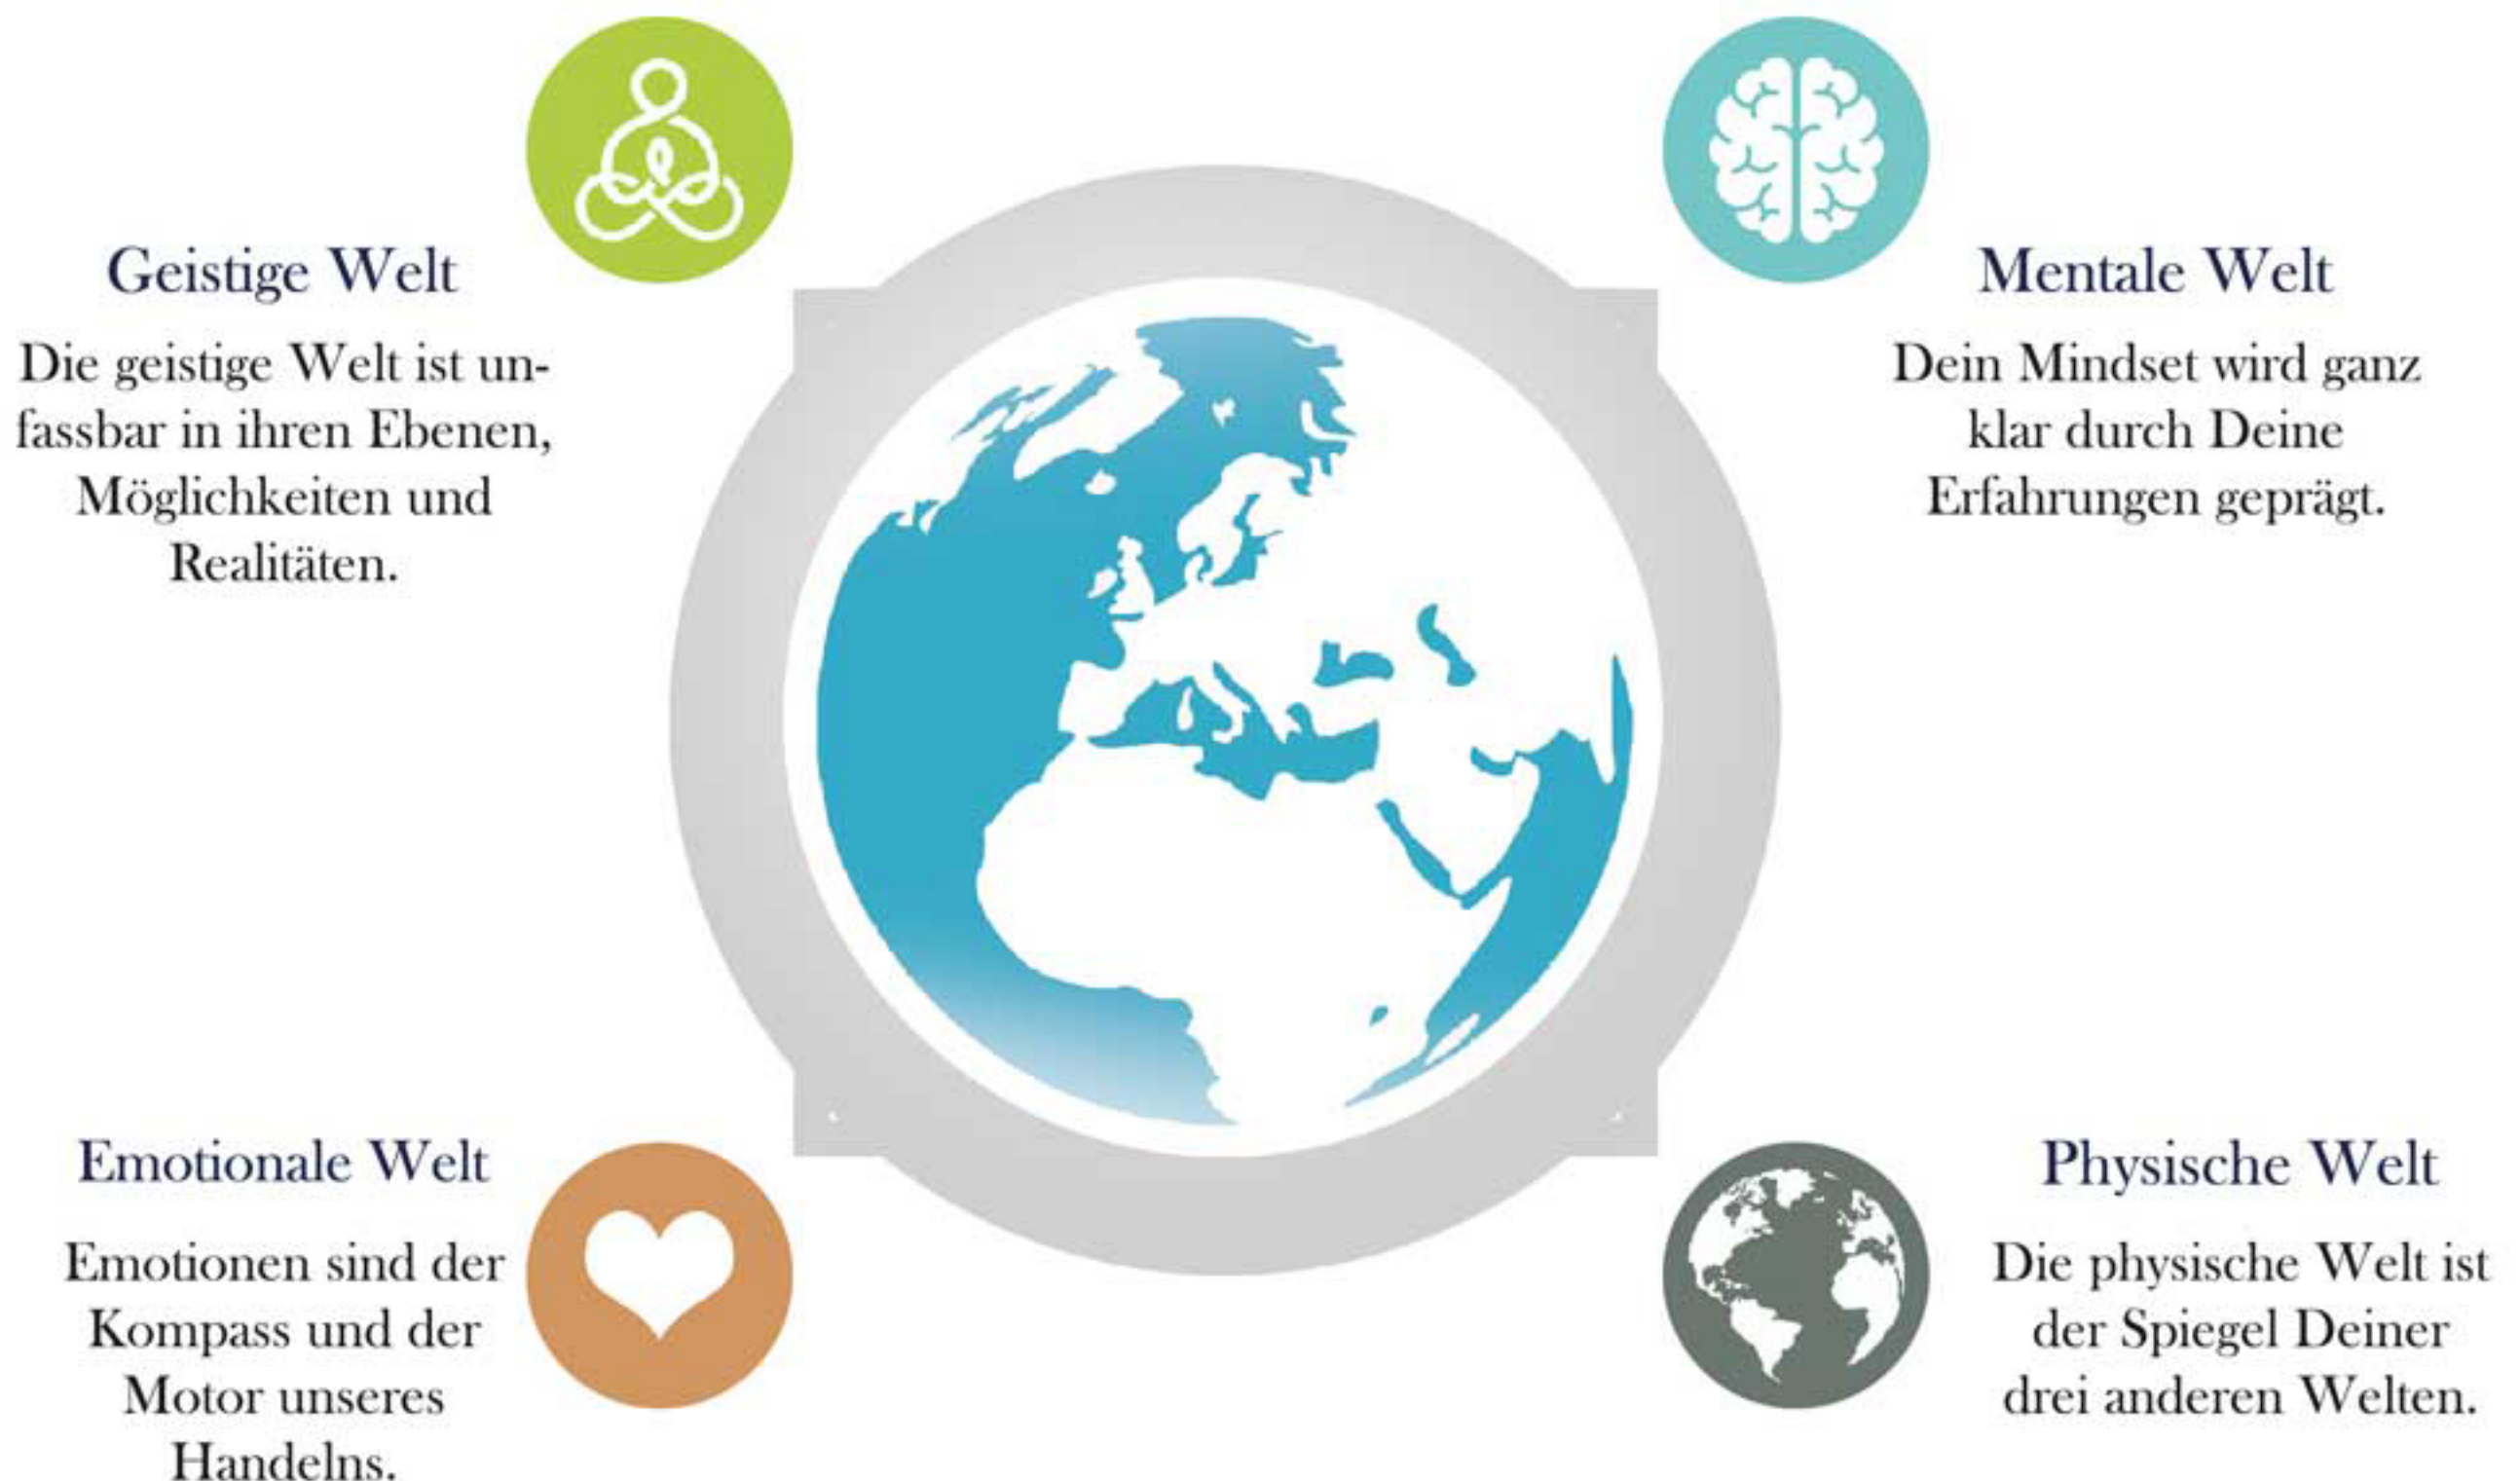 Geistige Welt
Die geistige Welt ist un-
fassbar in ihren Ebenen,
Möglichkeiten und
Realitäten.
Mentale Welt
Dein Mindset wird ganz
klar durch Deine
Erfahrungen geprägt.
Emotionale Welt
Emotionen sind der
Kompass und der
Motor unseres
Handelns.
Physische Welt
Die physische Welt ist
der Spiegel Deiner
drei anderen Welten.